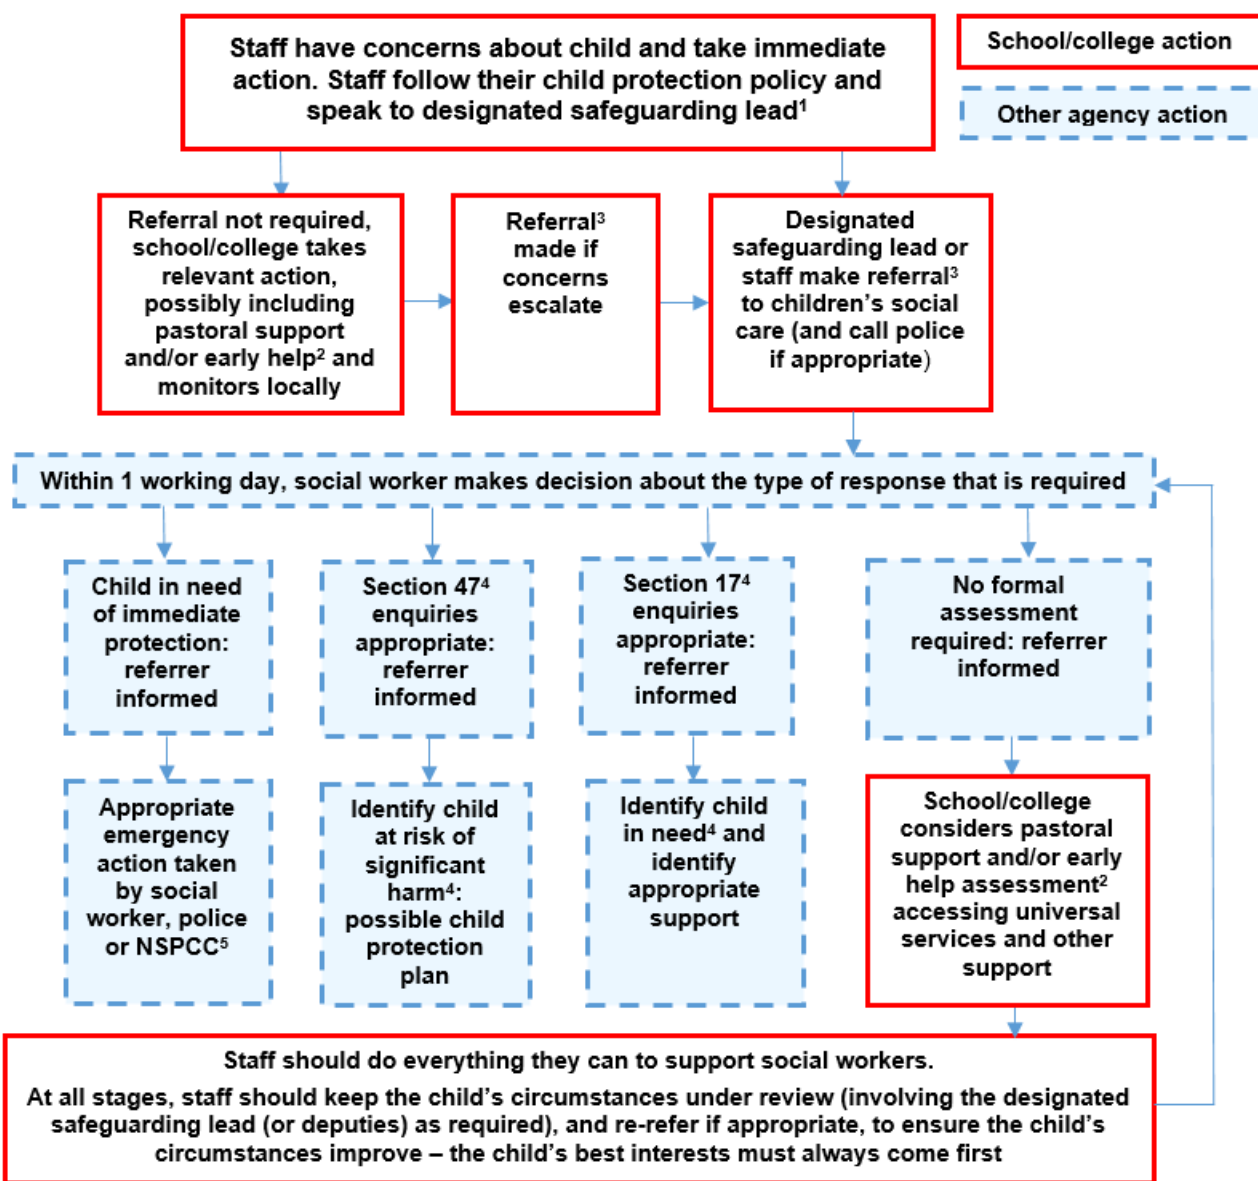 Staff have concerns about child and take immediate
action. Staff follow their child protection policy and
speak to designated safeguarding lead¹
School/college action
Other agency action
Referral not required,
school/college takes
relevant action,
possibly including
pastoral support
and/or early help² and
monitors locally
Referral³
made if
concerns
escalate
Designated
safeguarding lead or
staff make referral³
to children’s social
care (and call police
if appropriate)
Within 1 working day, social worker makes decision about the type of response that is required
Child in need
of immediate
protection:
referrer
informed
Section 47⁴
enquiries
appropriate:
referrer
informed
Section 17⁴
enquiries
appropriate:
referrer
informed
No formal
assessment
required: referrer
informed
Appropriate
emergency
action taken
by social
worker, police
or NSPCC⁵
Identify child
at risk of
significant
harm⁴:
possible child
protection
plan
Identify child
in need⁴ and
identify
appropriate
support
School/college
considers pastoral
support and/or early
help assessment²
accessing universal
services and other
support
Staff should do everything they can to support social workers.
At all stages, staff should keep the child’s circumstances under review (involving the designated
safeguarding lead (or deputies) as required), and re-refer if appropriate, to ensure the child’s
circumstances improve – the child’s best interests must always come first